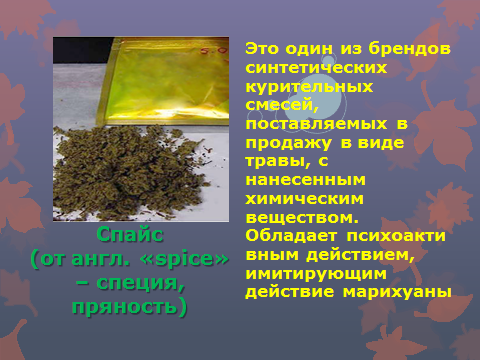 Это один из брендов
синтетических
курительных
смесей,
поставляемых в
продажу в виде
травы, с
нанесенным
химическим
веществом.
Обладает психоакти
вным действием,
имитирующим
действие марихуаны
Спайс
(от англ. «spice»
– специя,
пряность)